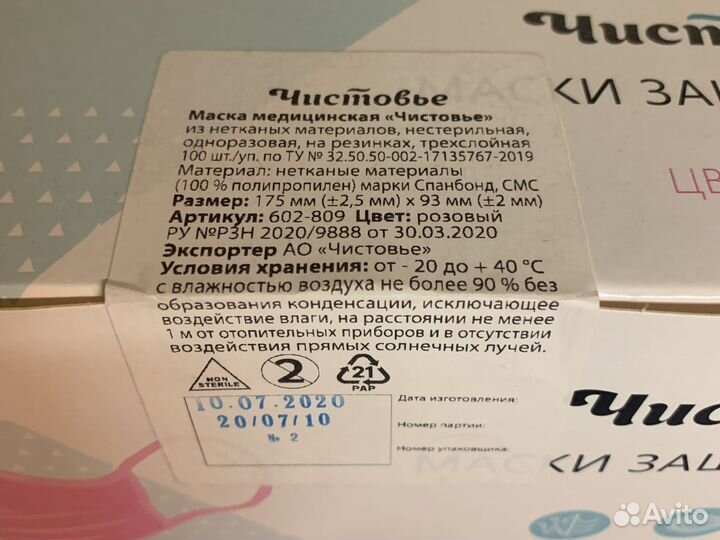 Чист
КИ ЗАЩ
ЦВ
Чистовье
Маска медицинская «Чистовье»
из нетканых материалов, нестерильная,
одноразовая, на резинках, трехслойная
100 шт./уп. по ТУ № 32.50.50-002-17135767-2019
Материал: нетканые материалы
(100 % полипропилен) марки Спанбонд, СМС
Размер: 175 мм (±2,5 мм) х 93 мм (±2 мм)
Артикул: 602-809 Цвет: розовый
РУ №РЗН 2020/9888 от 30.03.2020
Экспортер АО «Чистовье»
Условия хранения: от - 20 до + 40 °С
с влажностью воздуха не более 90 % без
образования конденсации, исключающее
воздействие влаги, на расстоянии не менее
1 м от отопительных приборов и в отсутствии
воздействия прямых солнечных лучей.
NON STERILE
2
21
PAP
10.07.2020
20/07/10
№ 2
Дата изготовления:
Номер партии:
Номер упаковщика:
Чис
КИ ЗАЩ
Avito